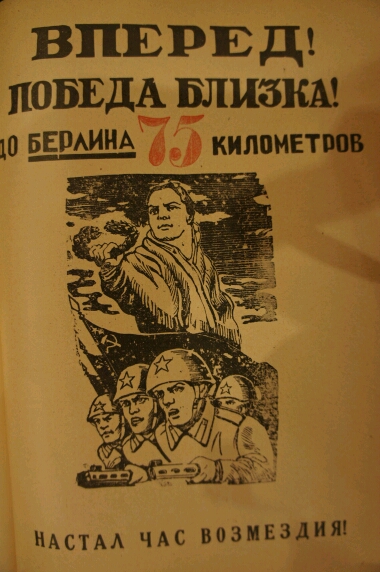 ВПЕРЕД!
ПОБЕДА БЛИЗКА!
ДО БЕРЛИНА 75 КИЛОМЕТРОВ
НАСТАЛ ЧАС ВОЗМЕЗДИЯ!